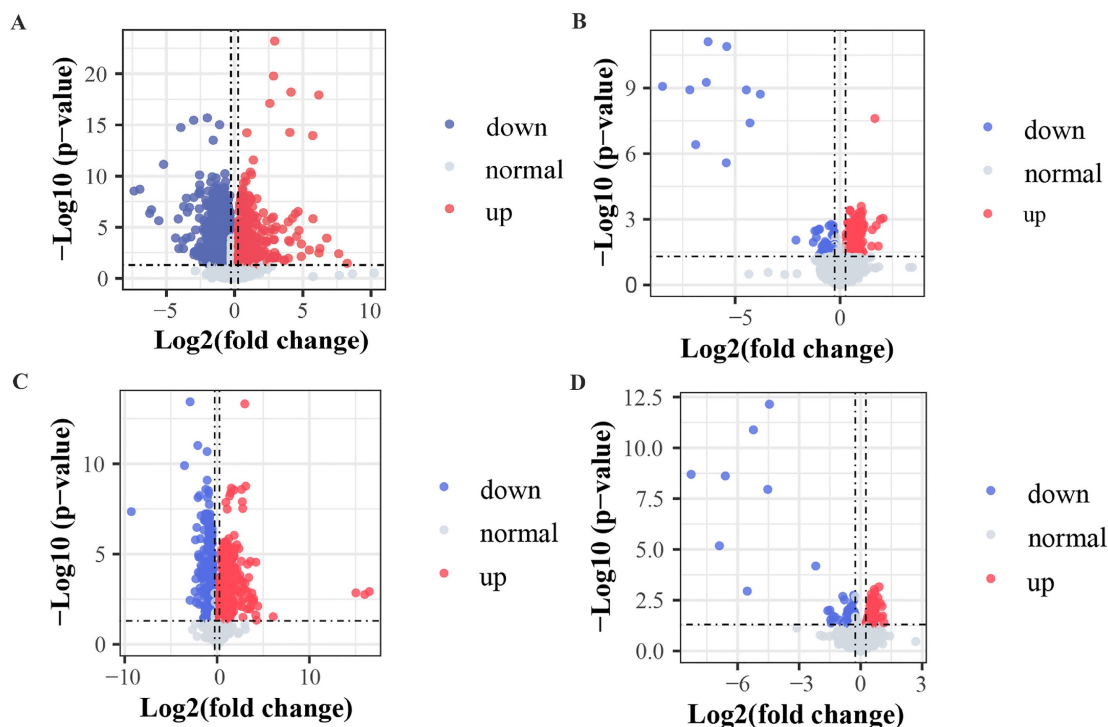 A
−Log10 (p−value)
20
15
10
5
0
−5
0
5
10
Log2(fold change)
down
normal
up
B
−Log10 (p−value)
9
6
3
0
−5
0
Log2(fold change)
down
normal
up
C
−Log10 (p−value)
10
5
0
−10
0
10
Log2(fold change)
down
normal
up
D
−Log10 (p−value)
12.5
10.0
7.5
5.0
2.5
0.0
−6
−3
0
3
Log2(fold change)
down
normal
up